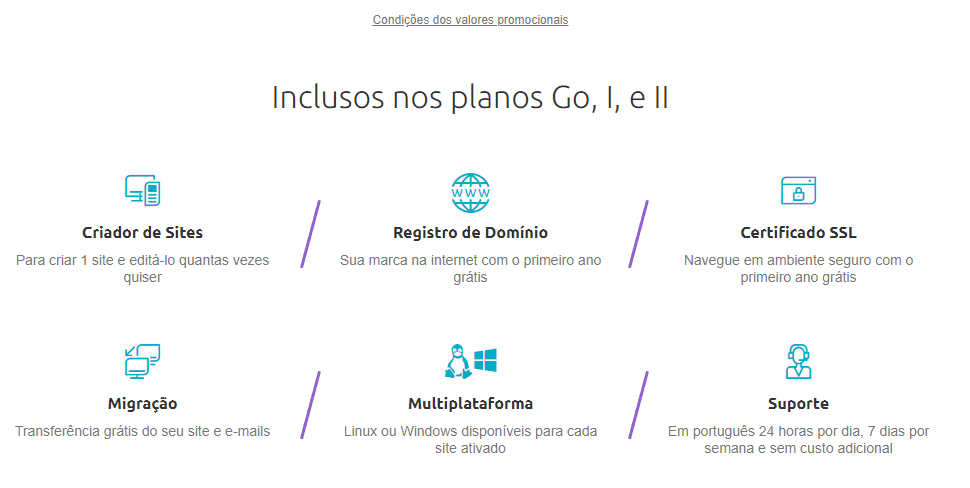 Condições dos valores promocionais
Inclusos nos planos Go, I, e II
WWW
Criador de Sites
Para criar 1 site e editá-lo quantas vezes
quiser
Registro de Domínio
Sua marca na internet com o primeiro ano
grátis
Certificado SSL
Navegue em ambiente seguro com o
primeiro ano grátis
Migração
Transferência grátis do seu site e e-mails
Multiplataforma
Linux ou Windows disponíveis para cada
site ativado
Suporte
Em português 24 horas por dia, 7 dias por
semana e sem custo adicional